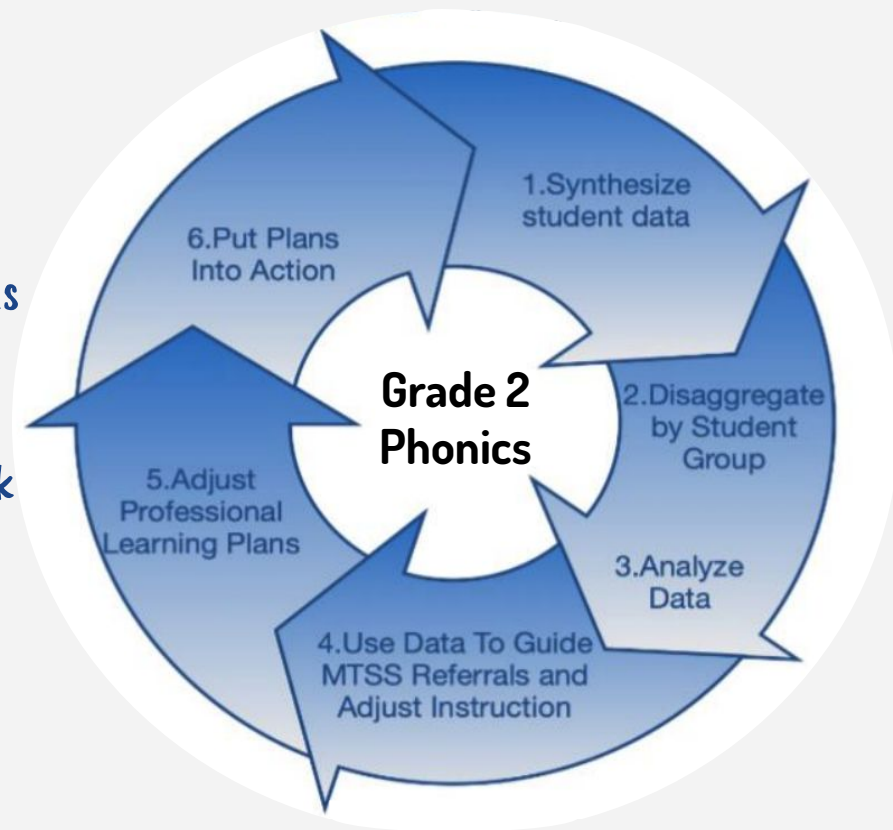 1.Synthesize
student data
2.Disaggregate
by Student
Group
3.Analyze
Data
4.Use Data To Guide
MTSS Referrals and
Adjust Instruction
5.Adjust
Professional
Learning Plans
6.Put Plans
Into Action
Grade 2
Phonics